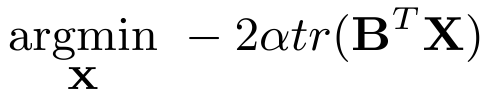 argmin − 2αtr(B^T X)
X